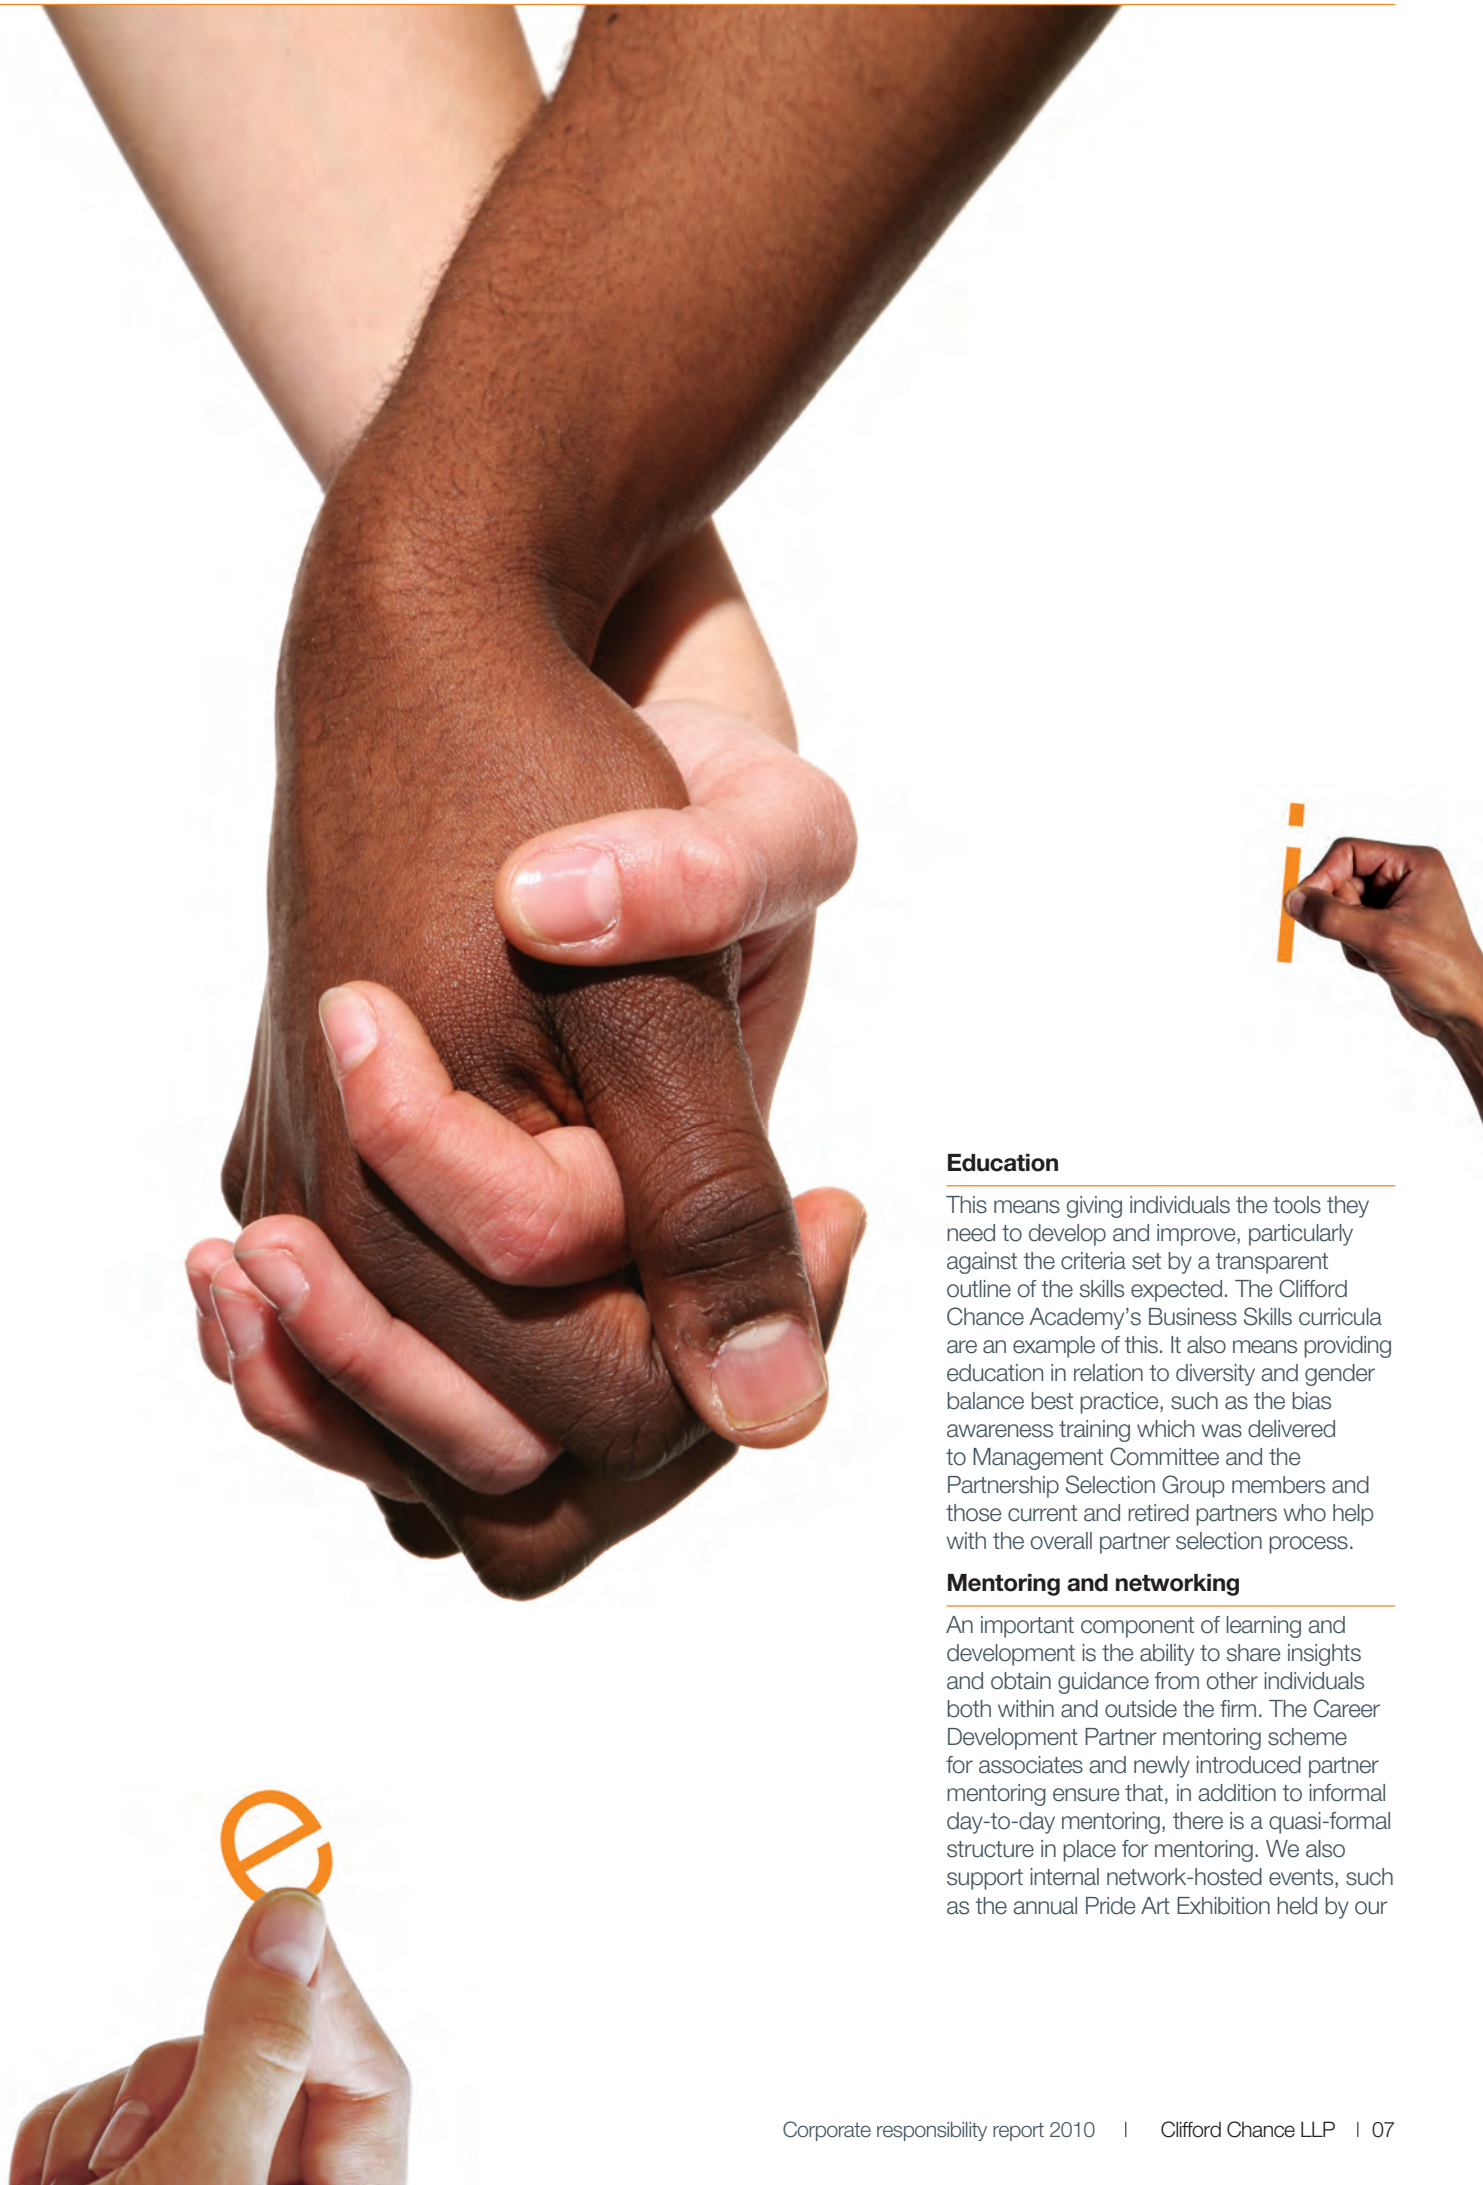 i
Education
This means giving individuals the tools they
need to develop and improve, particularly
against the criteria set by a transparent
outline of the skills expected. The Clifford
Chance Academy’s Business Skills curricula
are an example of this. It also means providing
education in relation to diversity and gender
balance best practice, such as the bias
awareness training which was delivered
to Management Committee and the
Partnership Selection Group members and
those current and retired partners who help
with the overall partner selection process.
Mentoring and networking
An important component of learning and
development is the ability to share insights
and obtain guidance from other individuals
both within and outside the firm. The Career
Development Partner mentoring scheme
for associates and newly introduced partner
mentoring ensure that, in addition to informal
day-to-day mentoring, there is a quasi-formal
structure in place for mentoring. We also
support internal network-hosted events, such
as the annual Pride Art Exhibition held by our
e
Corporate responsibility report 2010 | Clifford Chance LLP | 07